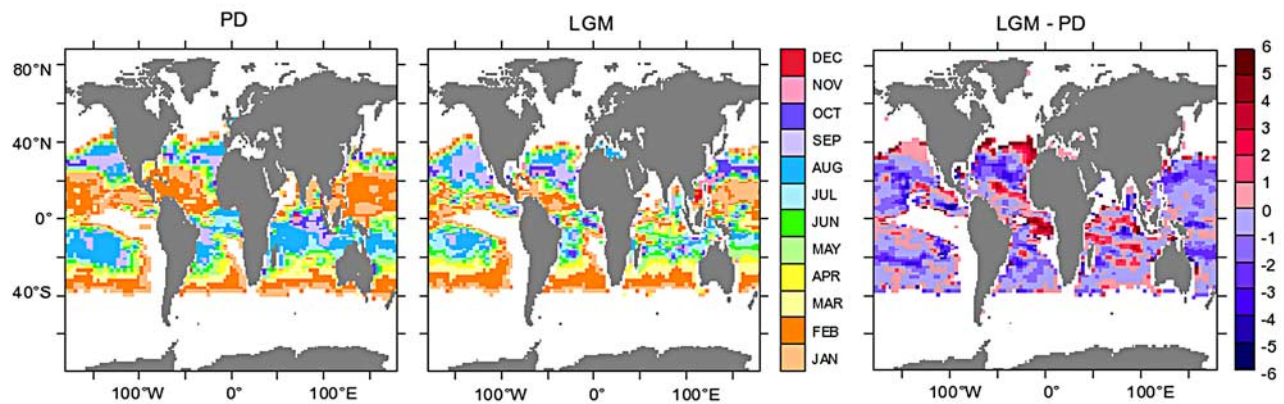 PD
LGM
LGM - PD
80°N
40°N
0°
40°S
100°W
0°
100°E
100°W
0°
100°E
DEC
NOV
OCT
SEP
AUG
JUL
JUN
MAY
APR
MAR
FEB
JAN
100°W
0°
100°E
6
5
4
3
2
1
0
-1
-2
-3
-4
-5
-6